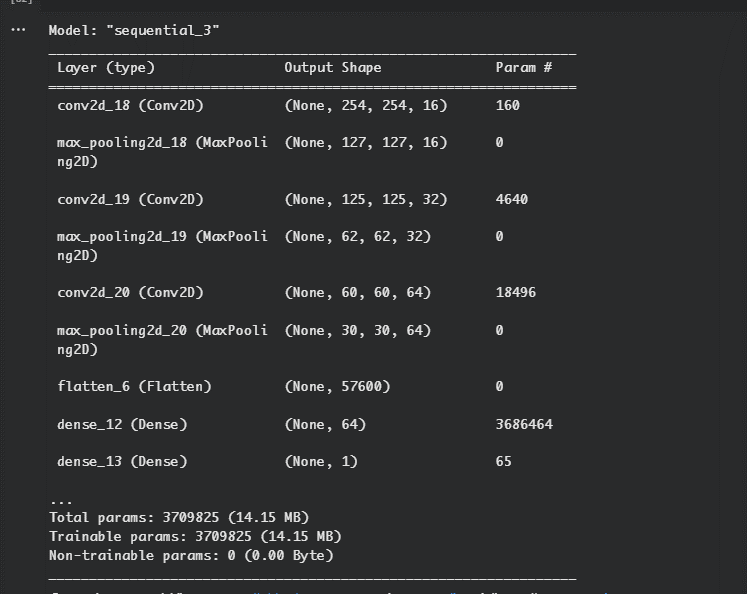 Model: "sequential_3"
Layer (type) Output Shape Param #
conv2d_18 (Conv2D) (None, 254, 254, 16) 160
max_pooling2d_18 (MaxPooli (None, 127, 127, 16) 0
ng2D)
conv2d_19 (Conv2D) (None, 125, 125, 32) 4640
max_pooling2d_19 (MaxPooli (None, 62, 62, 32) 0
ng2D)
conv2d_20 (Conv2D) (None, 60, 60, 64) 18496
max_pooling2d_20 (MaxPooli (None, 30, 30, 64) 0
ng2D)
flatten_6 (Flatten) (None, 57600) 0
dense_12 (Dense) (None, 64) 3686464
dense_13 (Dense) (None, 1) 65
...
Total params: 3709825 (14.15 MB)
Trainable params: 3709825 (14.15 MB)
Non-trainable params: 0 (0.00 Byte)